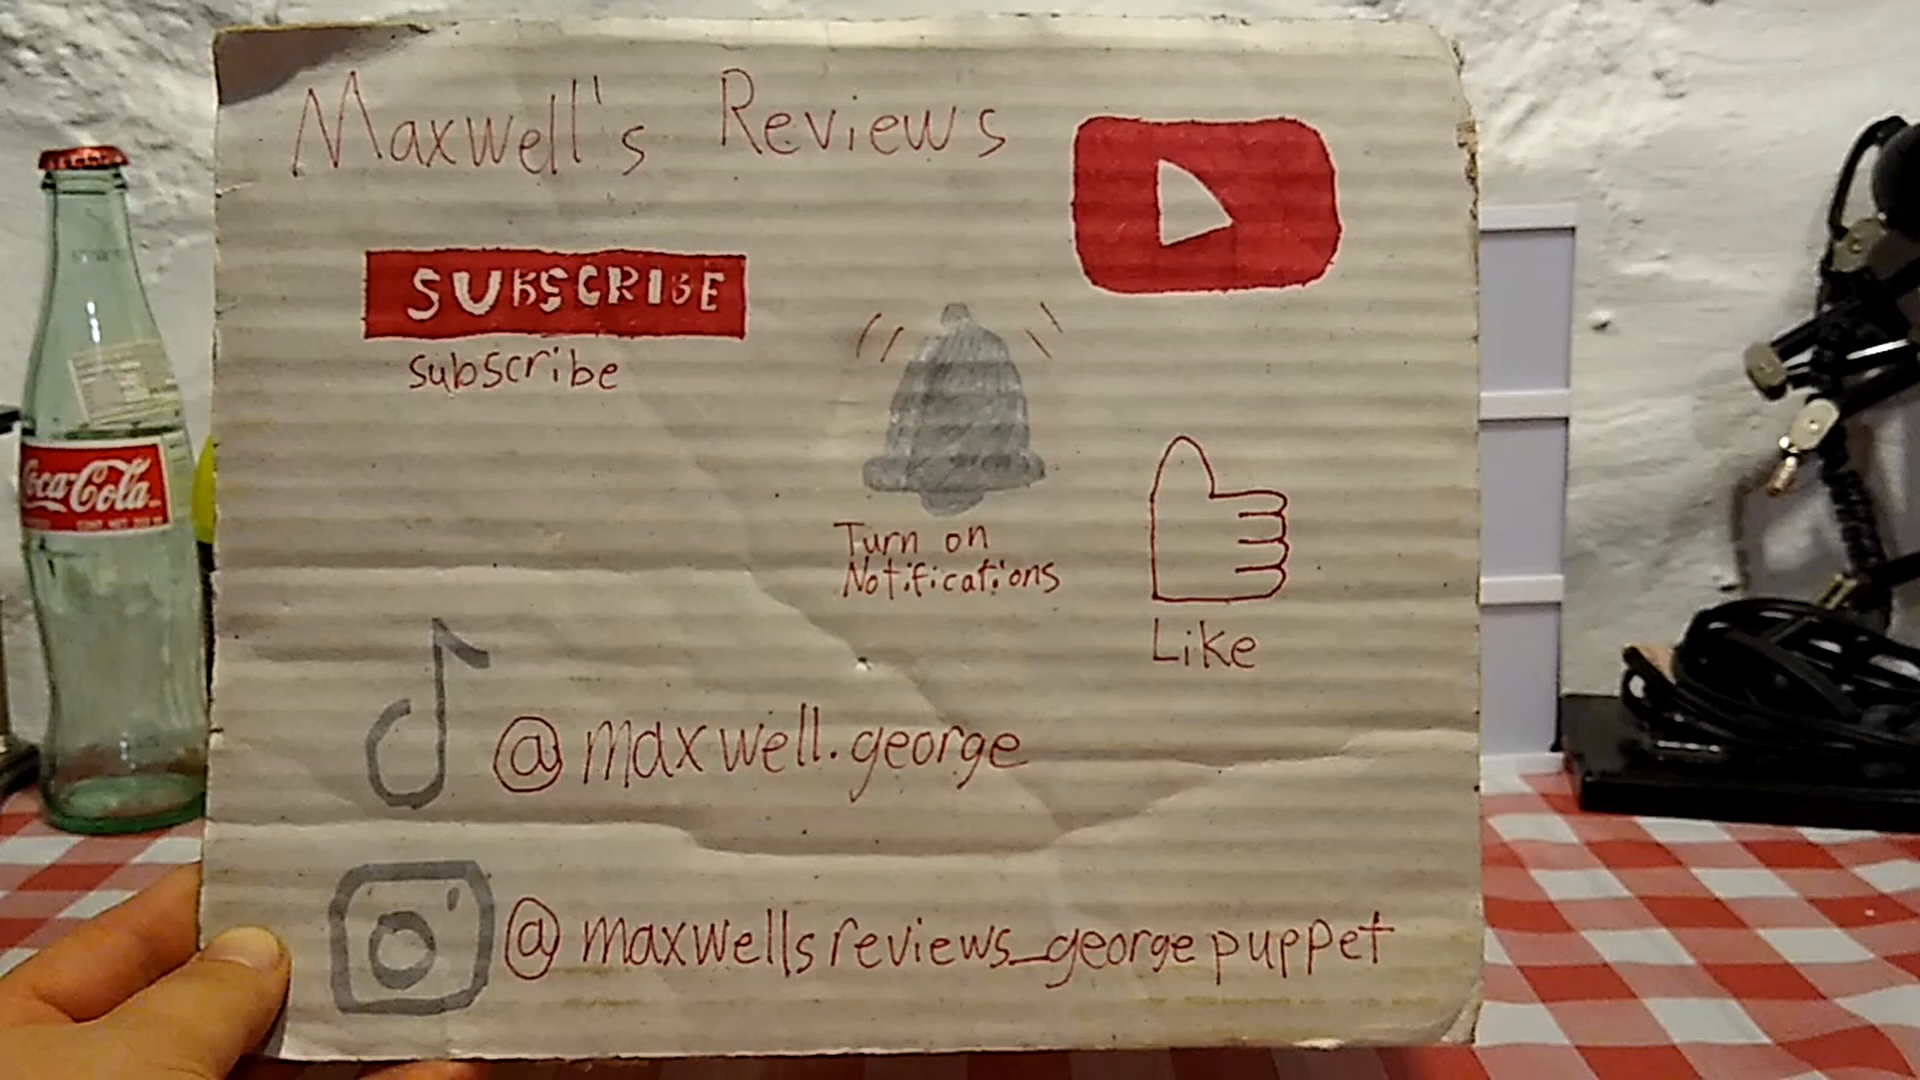 Maxwell's Reviews
SUBSCRIBE
subscribe
Turn on
Notifications
Like
@maxwell.george
@maxwellsreviews_georgepuppet
Coca-Cola